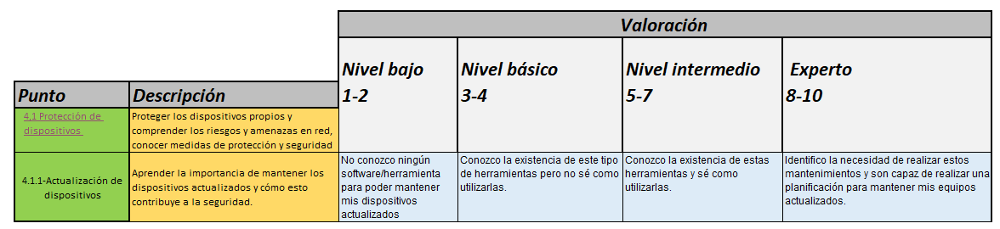 Valoración
Nivel bajo
1-2
Nivel básico
3-4
Nivel intermedio
5-7
Experto
8-10
Punto
Descripción
4,1 Protección de
dispositivos
Proteger los dispositivos propios y
comprender los riesgos y amenazas en red,
conocer medidas de protección y seguridad
4.1.1-Actualización de
dispositivos
Aprender la importancia de mantener los
dispositivos actualizados y cómo esto
contribuye a la seguridad.
No conozco ningún
software/herramienta
para poder mantener
mis dispositivos
actualizados
Conozco la existencia de este tipo
de herramientas pero no sé como
utilizarlas.
Conozco la existencia de estas
herramientas y sé como
utilizarlas.
Identifico la necesidad de realizar estos
mantenimientos y son capaz de realizar una
planificación para mantener mis equipos
actualizados.